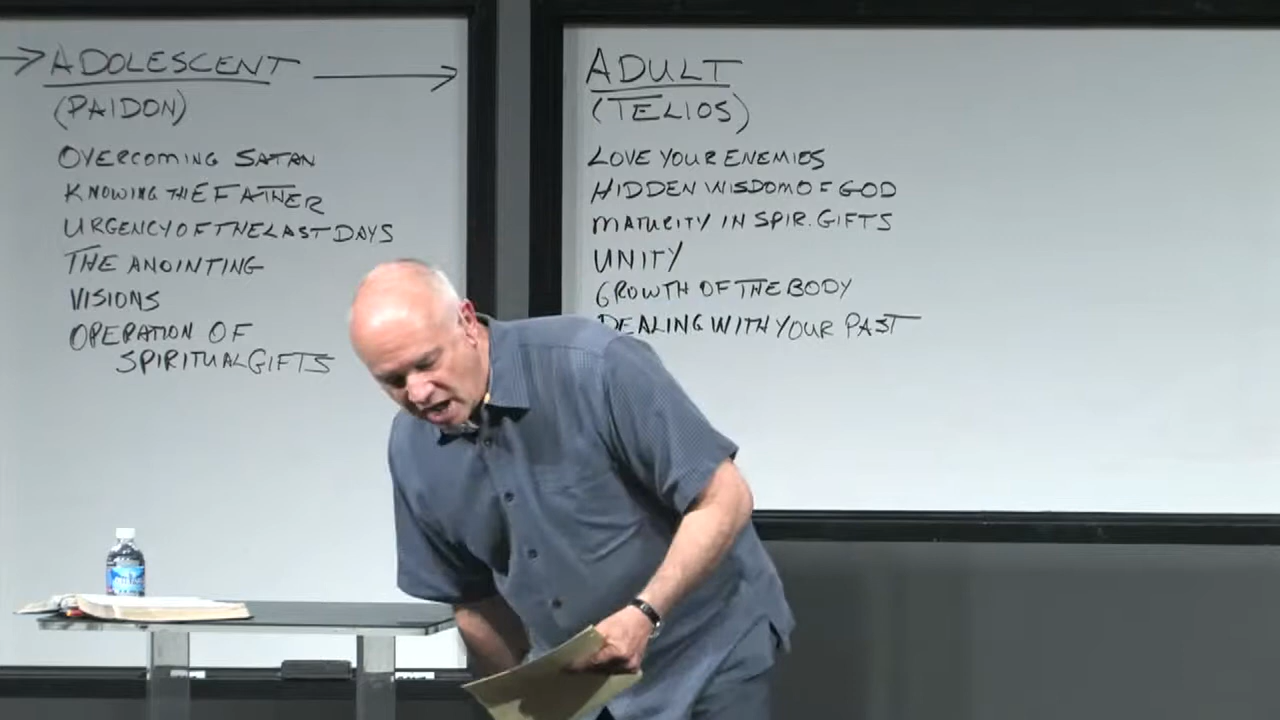 ADOLESCENT
(PAIDON)
OVERCOMING SATAN
KNOWING THE FATHER
URGENCY OF THE LAST DAYS
THE ANOINTING
VISIONS
OPERATION OF
SPIRITUAL GIFTS
ADULT
(TELIOS)
LOVE YOUR ENEMIES
HIDDEN WISDOM OF GOD
MATURITY IN SPIR. GIFTS
UNITY
GROWTH OF THE BODY
DEALING WITH YOUR PAST